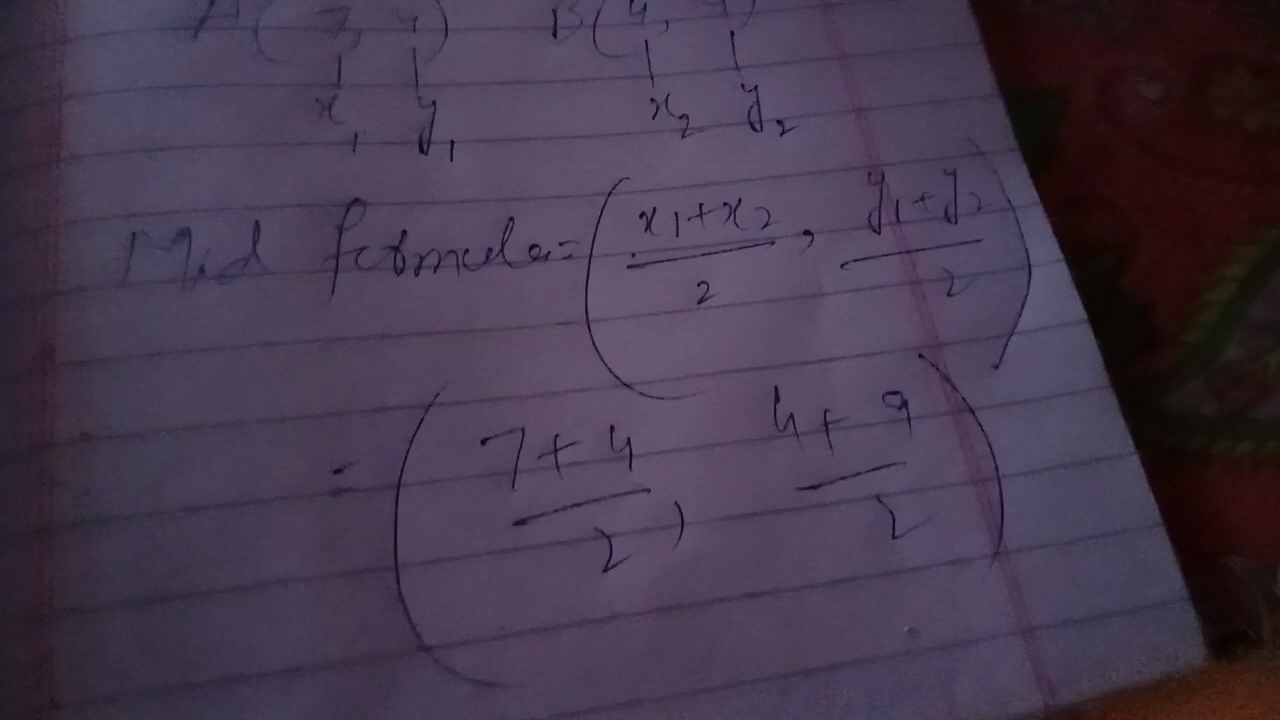 A(7, 4) B(4,
x₁ y₁ x₂ y₂
Mid formula = ( (x₁+x₂)/2 , (y₁+y₂)/2 )
= ( (7+4)/2 , (4+9)/2 )